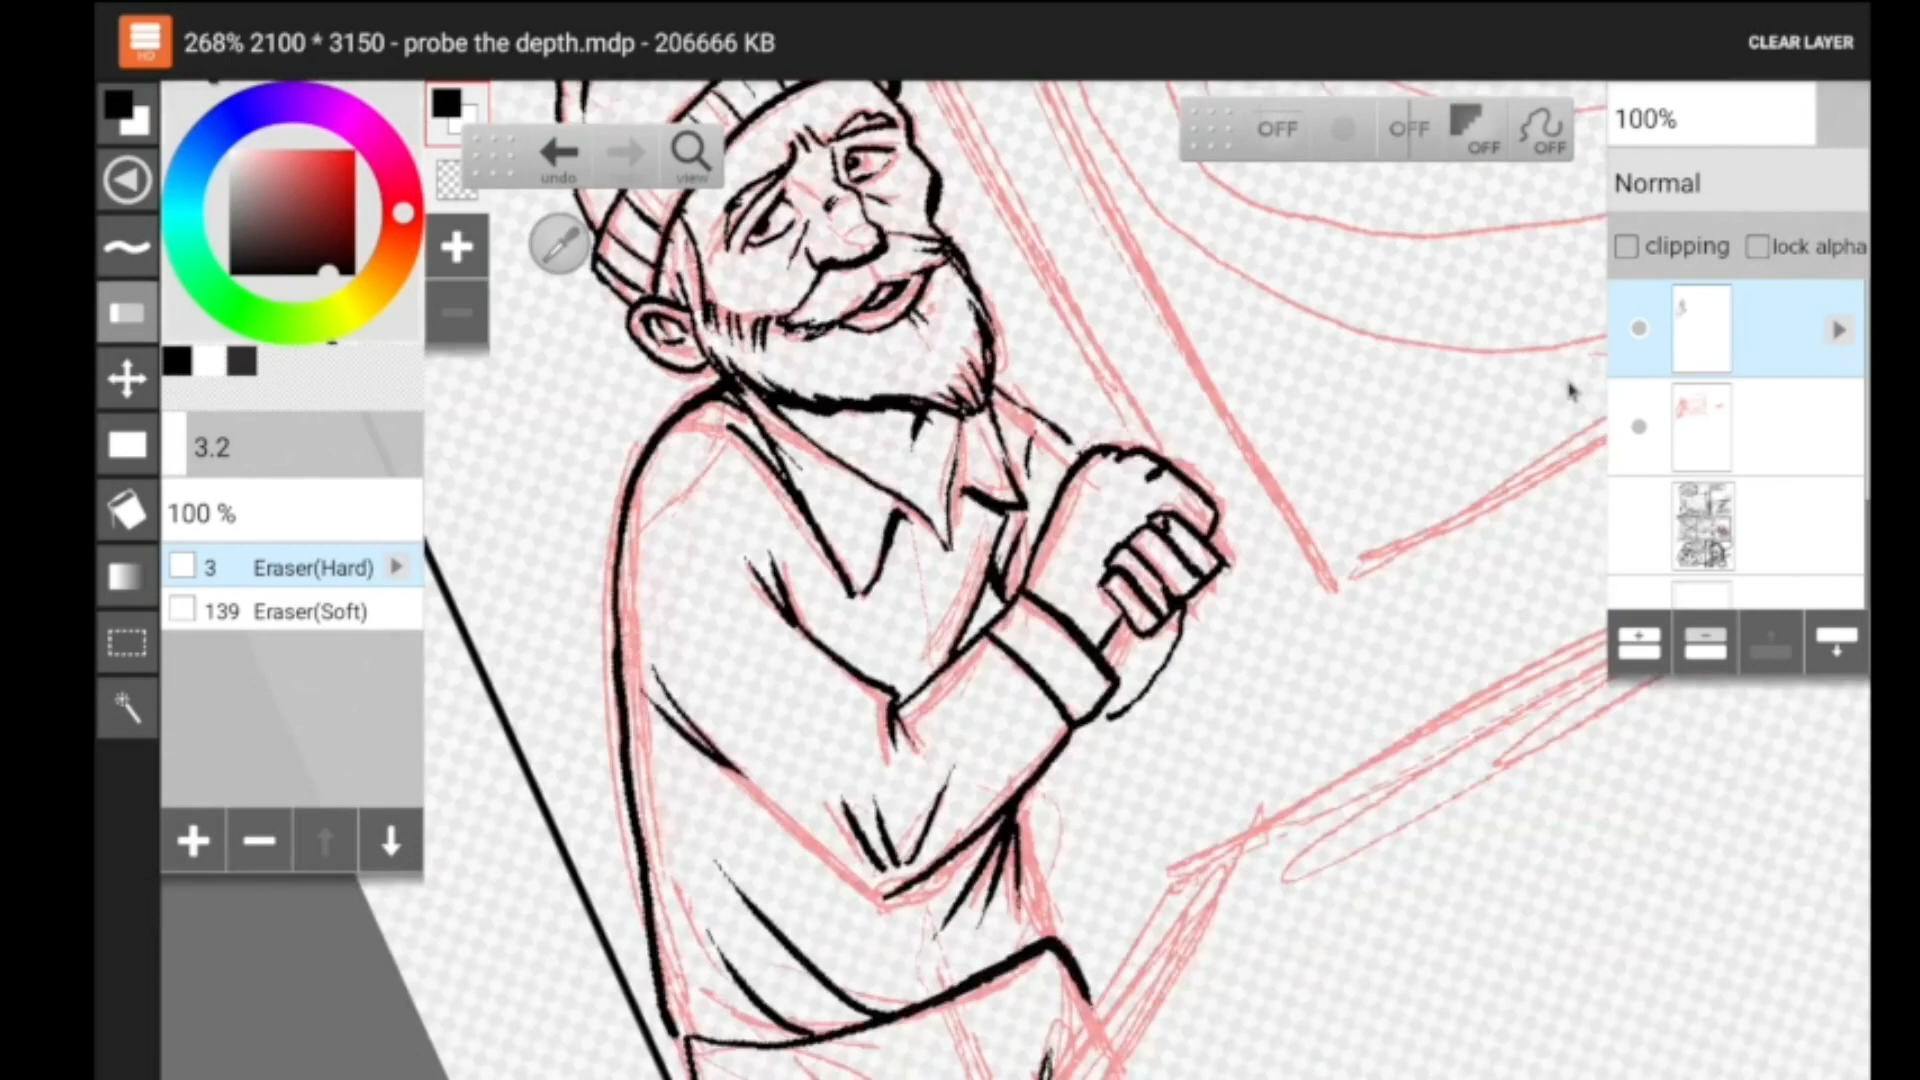 HD
268% 2100 * 3150 - probe the depth.mdp - 206666 KB
CLEAR LAYER
undo
view
OFF
OFF
OFF
OFF
100%
Normal
clipping
lock alpha
3.2
100 %
3 Eraser(Hard)
139 Eraser(Soft)